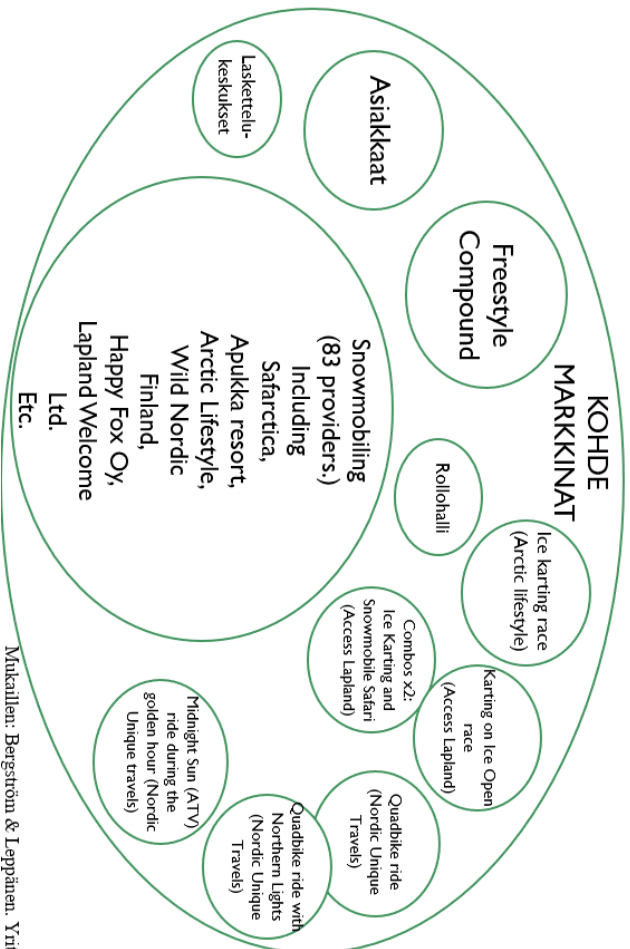 KOHDE
MARKKINAT
Freestyle
Compound
Asiakkaat
Laskettelu-
keskukset
Rollohalli
Ice karting race
(Arctic lifestyle)
Karting on Ice Open
race
(Access Lapland)
Combos x2:
Ice Karting and
Snowmobile Safari
(Access Lapland)
Snowmobiling
(83 providers.)
Including
Safarctica,
Apukka resort,
Arctic Lifestyle,
Wild Nordic
Finland,
Happy Fox Oy,
Lapland Welcome
Ltd.
Etc.
Quadbike ride
(Nordic Unique
Travels)
Quadbike ride with
Northern Lights
(Nordic Unique
Travels)
Midnight Sun (ATV)
ride during the
golden hour (Nordic
Unique travels)
Mukaillen: Bergström & Leppänen. Yrit